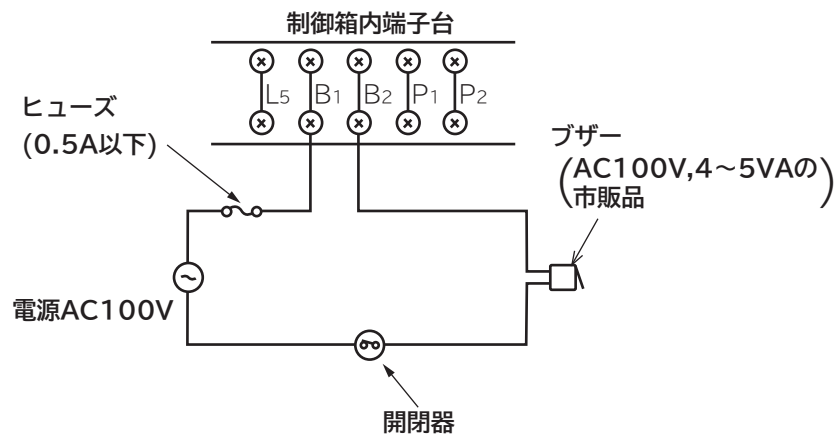 制御箱内端子台
L5 B1 B2 P1 P2
ヒューズ
(0.5A以下)
ブザー
(AC100V,4〜5VAの
市販品)
電源AC100V
開閉器